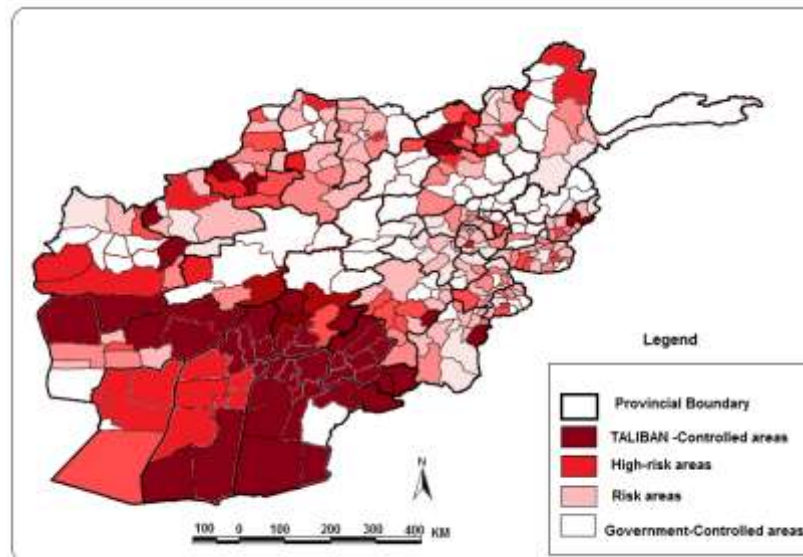 Legend
Provincial Boundary
TALIBAN -Controlled areas
High-risk areas
Risk areas
Government-Controlled areas
N
100 0 100 200 300 400 KM